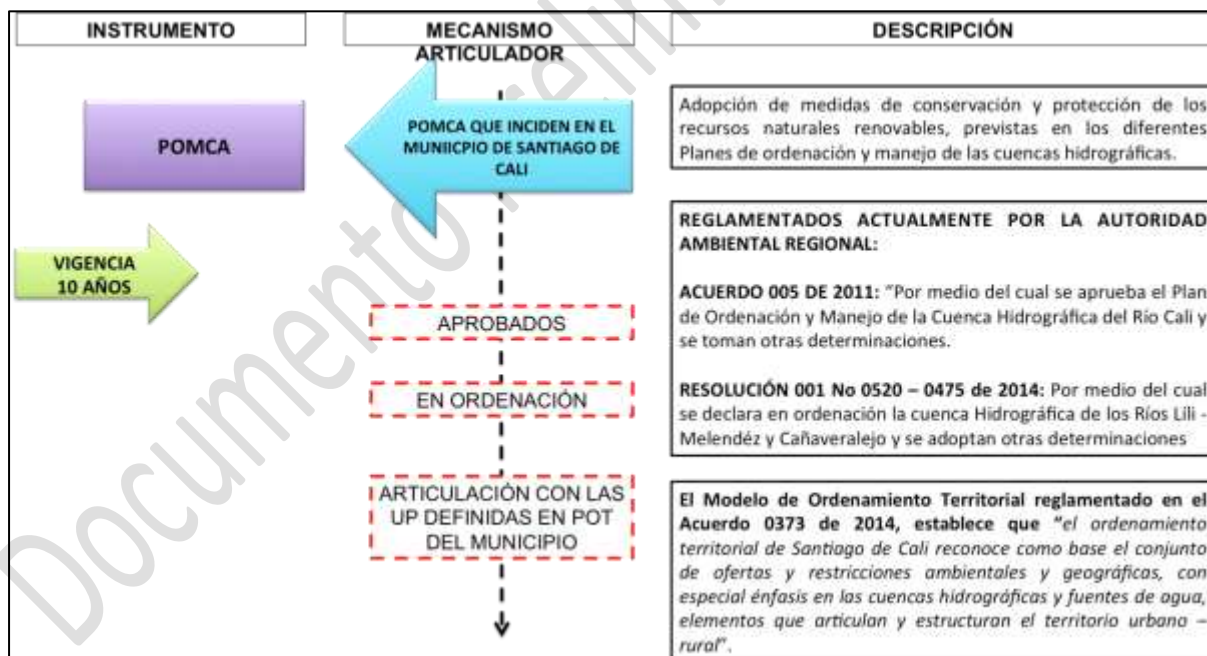 INSTRUMENTO
MECANISMO
ARTICULADOR
DESCRIPCIÓN
POMCA
POMCA QUE INCIDEN EN EL
MUNIICPIO DE SANTIAGO DE
CALI
Adopción de medidas de conservación y protección de los
recursos naturales renovables, previstas en los diferentes
Planes de ordenación y manejo de las cuencas hidrográficas.
VIGENCIA
10 AÑOS
REGLAMENTADOS ACTUALMENTE POR LA AUTORIDAD
AMBIENTAL REGIONAL:
ACUERDO 005 DE 2011: "Por medio del cual se aprueba el Plan
de Ordenación y Manejo de la Cuenca Hidrográfica del Río Cali y
se toman otras determinaciones.
RESOLUCIÓN 001 No 0520 – 0475 de 2014: Por medio del cual
se declara en ordenación la cuenca Hidrográfica de los Ríos Lili -
Melendéz y Cañaveralejo y se adoptan otras determinaciones
APROBADOS
EN ORDENACIÓN
ARTICULACIÓN CON LAS
UP DEFINIDAS EN POT
DEL MUNICIPIO
El Modelo de Ordenamiento Territorial reglamentado en el
Acuerdo 0373 de 2014, establece que "el ordenamiento
territorial de Santiago de Cali reconoce como base el conjunto
de ofertas y restricciones ambientales y geográficas, con
especial énfasis en las cuencas hidrográficas y fuentes de agua,
elementos que articulan y estructuran el territorio urbano –
rural".
Documento